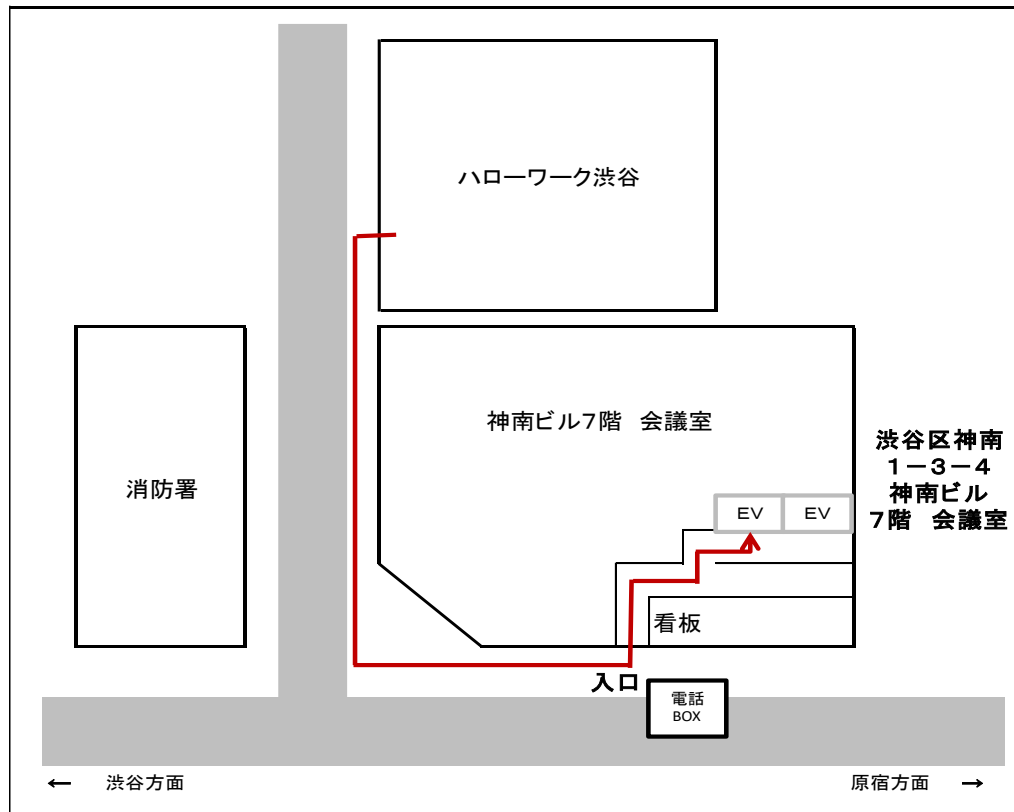 ハローワーク渋谷
神南ビル7階　会議室
消防署
渋谷区神南
１－３－４
神南ビル
７階　会議室
ＥＶ
ＥＶ
看板
入口
電話
BOX
←　渋谷方面
原宿方面　→